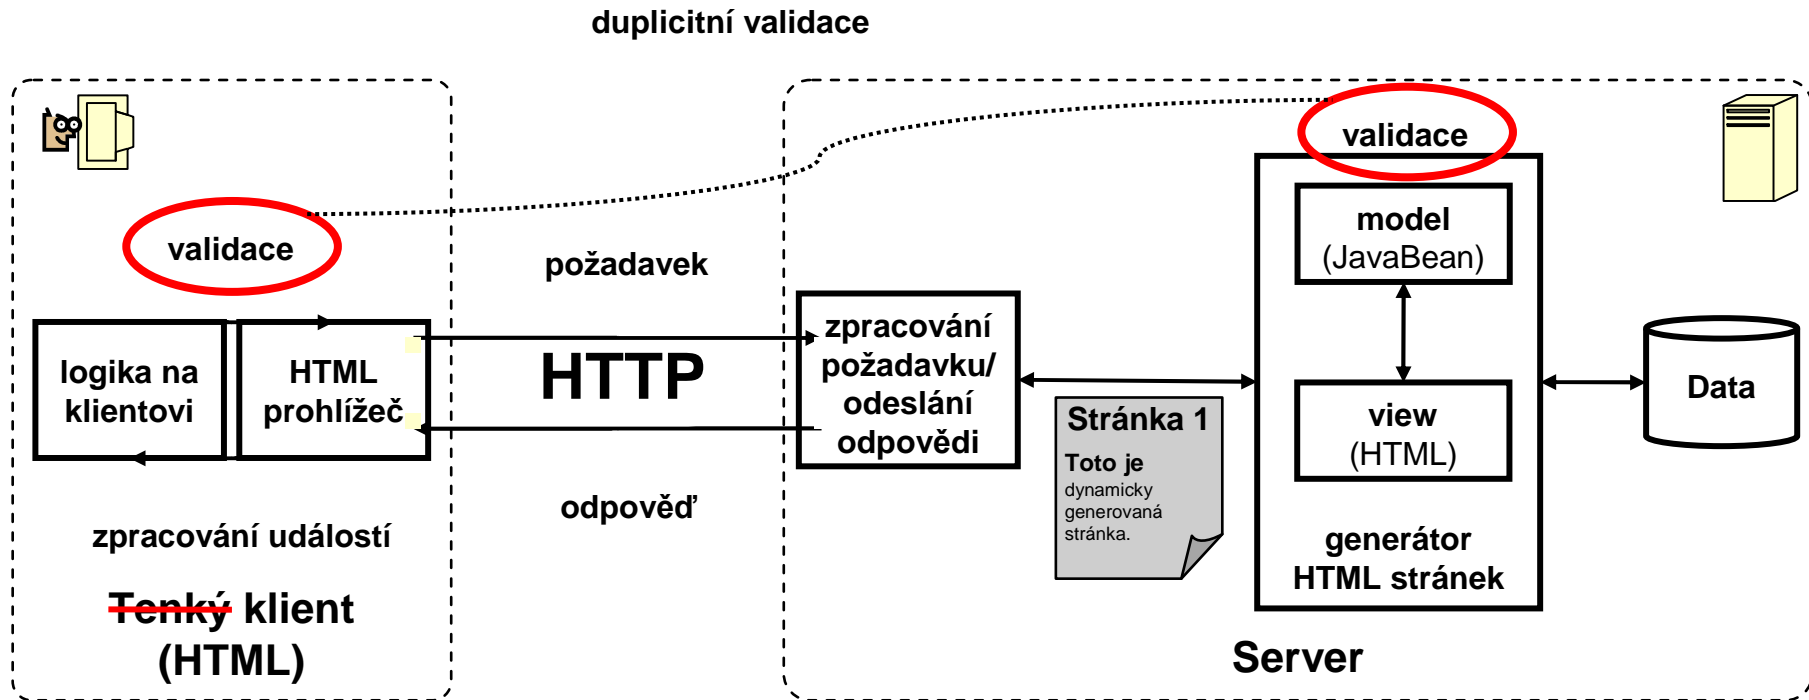 duplicitní validace
validace
logika na
klientovi
HTML
prohlížeč
zpracování událostí
Tenký klient
(HTML)
požadavek
HTTP
odpověď
zpracování
požadavku/
odeslání
odpovědi
Stránka 1
Toto je
dynamicky
generovaná
stránka.
validace
model
(JavaBean)
view
(HTML)
generátor
HTML stránek
Data
Server